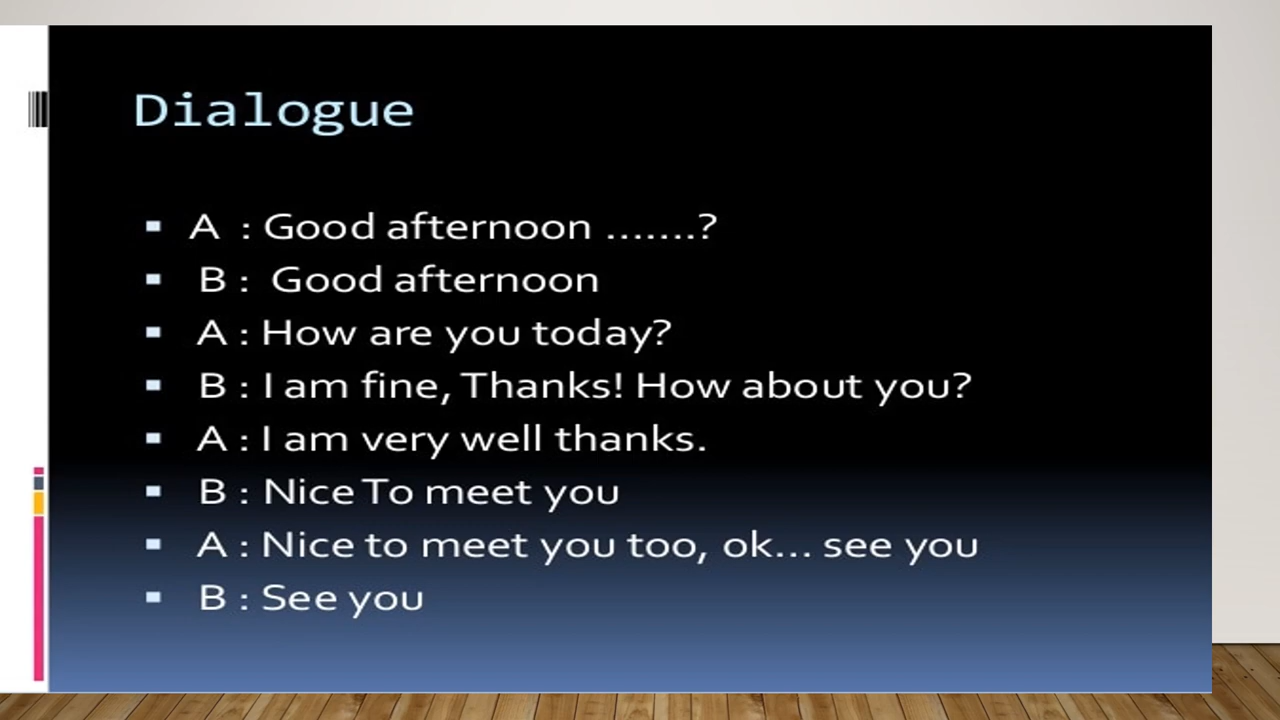 Dialogue
A : Good afternoon .......?
B : Good afternoon
A : How are you today?
B : I am fine, Thanks! How about you?
A : I am very well thanks.
B : Nice To meet you
A : Nice to meet you too, ok... see you
B : See you